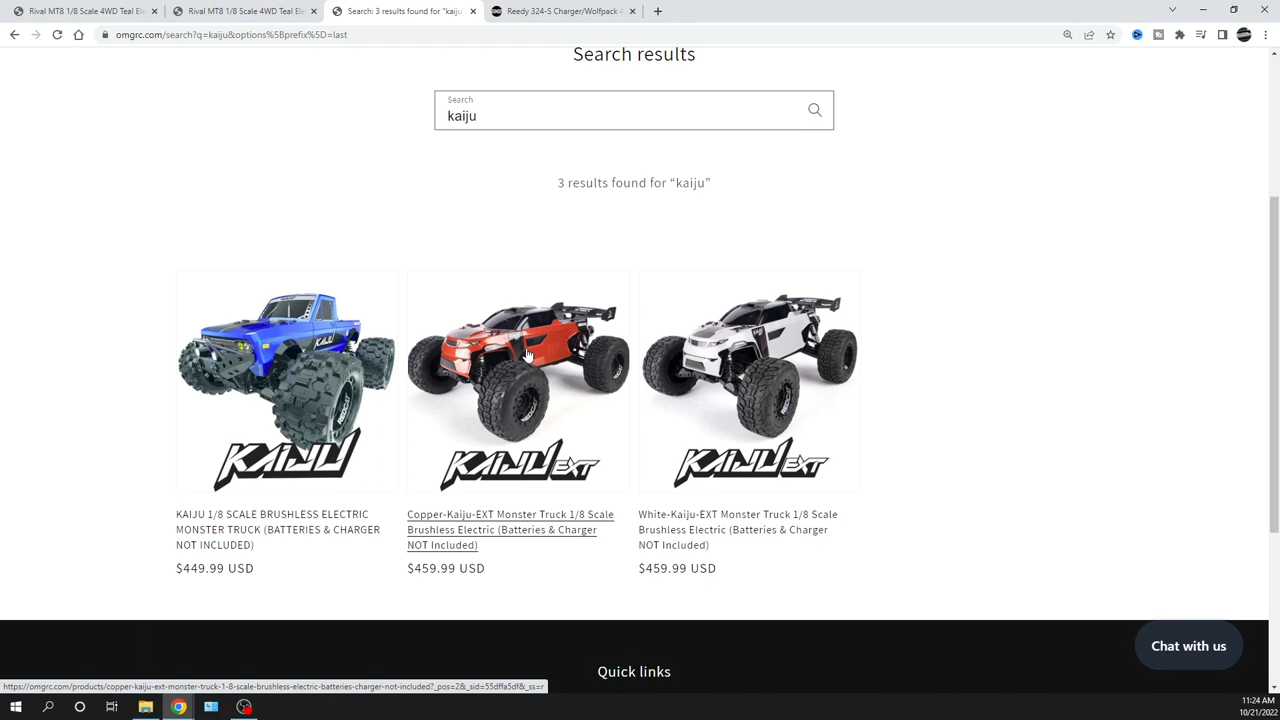 Rival MT8 1/8 Scale 4WD Teal Ele
Rival MT8 1/8 Scale 4WD Teal Ele
Search: 3 results found for "kaiju
Reedy 324-S Charger/Wolfpack 4
omgrc.com/search?q=kaiju&options%5Bprefix%5D=last
Search results
Search
kaiju
3 results found for “kaiju”
KAIJU
REDCAT
KAIJU
REDCAT
KAIJU EXT
REDCAT
KAIJU EXT
KAIJU 1/8 SCALE BRUSHLESS ELECTRIC
MONSTER TRUCK (BATTERIES & CHARGER
NOT INCLUDED)
$449.99 USD
Copper-Kaiju-EXT Monster Truck 1/8 Scale
Brushless Electric (Batteries & Charger
NOT Included)
$459.99 USD
White-Kaiju-EXT Monster Truck 1/8 Scale
Brushless Electric (Batteries & Charger
NOT Included)
$459.99 USD
Chat with us
Quick links
https://omgrc.com/products/copper-kaiju-ext-monster-truck-1-8-scale-brushless-electric-batteries-charger-not-included?_pos=2&_sid=55dffa5df&_ss=r
11:24 AM
10/21/2022